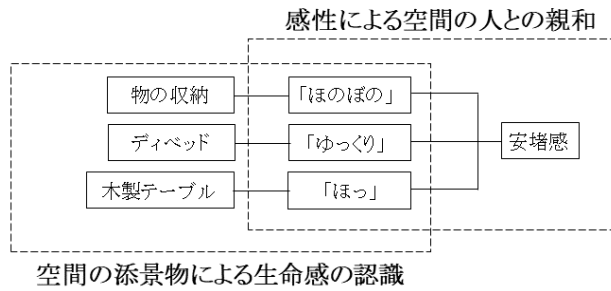 感性による空間の人との親和
物の収納
「ほのぼの」
ディベッド
「ゆっくり」
安堵感
木製テーブル
「ほっ」
空間の添景物による生命感の認識